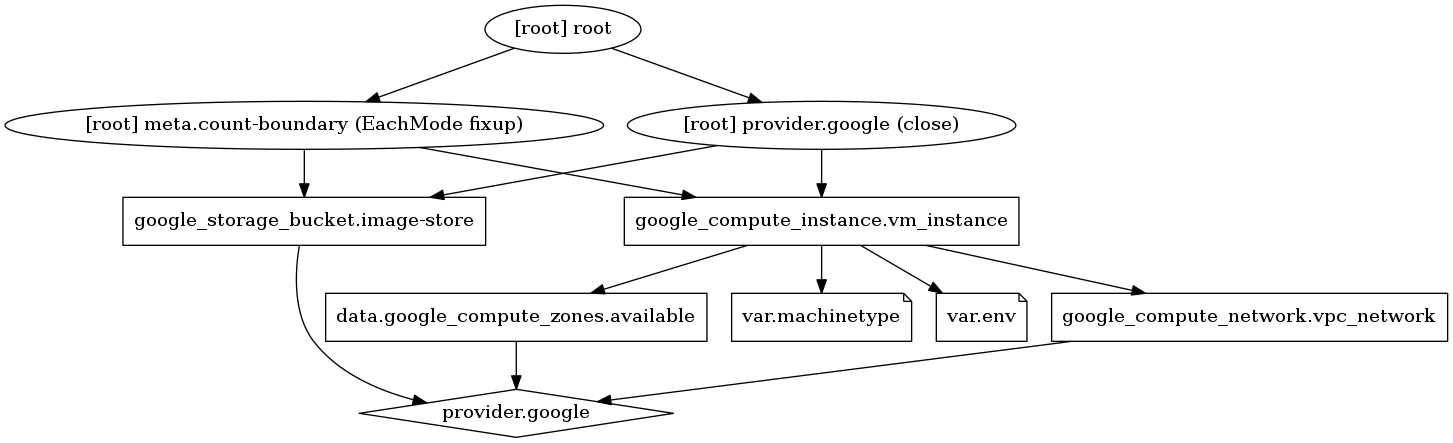 [root] root
[root] meta.count-boundary (EachMode fixup)
[root] provider.google (close)
google_storage_bucket.image-store
google_compute_instance.vm_instance
data.google_compute_zones.available
var.machinetype
var.env
google_compute_network.vpc_network
provider.google